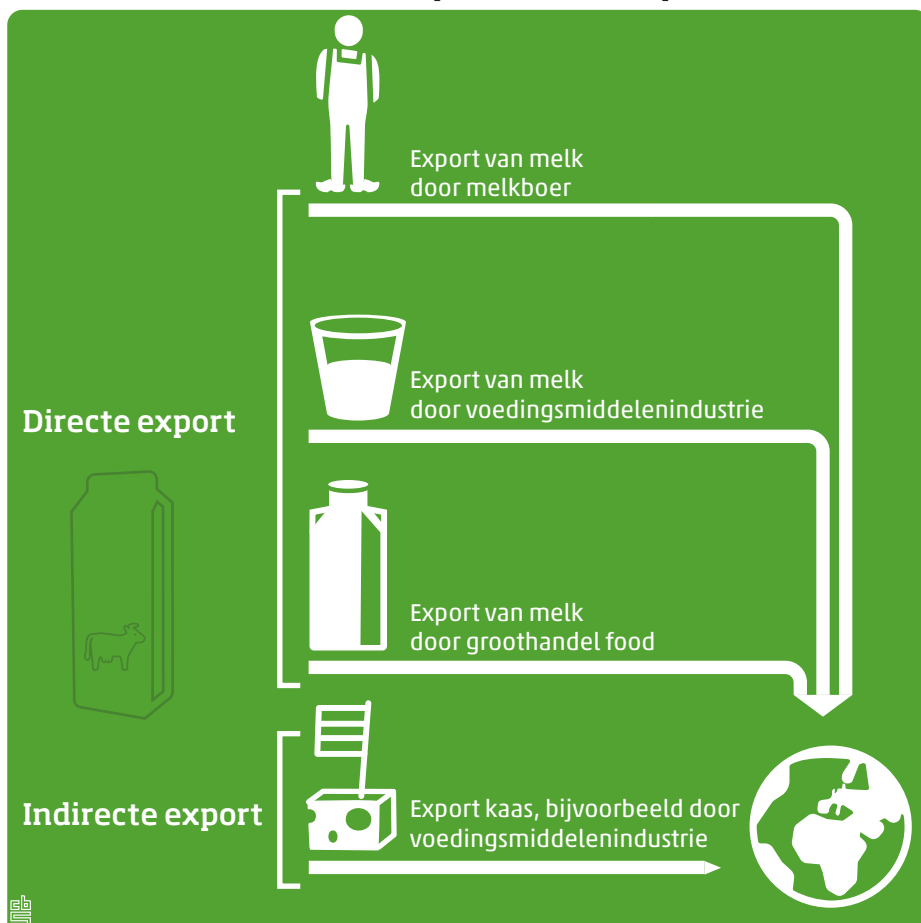 Export van melk
door melkboer
Export van melk
door voedingsmiddelenindustrie
Directe export
Export van melk
door groothandel food
Indirecte export
Export kaas, bijvoorbeeld door
voedingsmiddelenindustrie